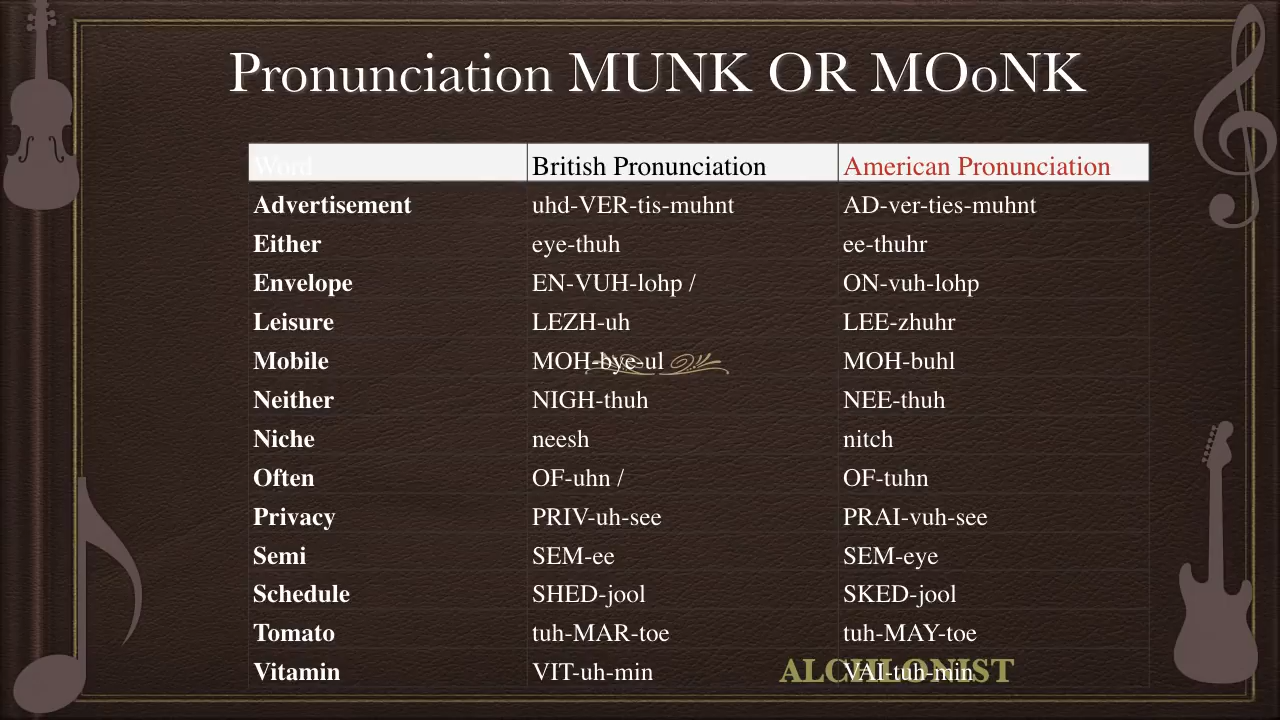 Pronunciation MUNK OR MOoNK
Word British Pronunciation American Pronunciation
Advertisement uhd-VER-tis-muhnt AD-ver-ties-muhnt
Either eye-thuh ee-thuhr
Envelope EN-VUH-lohp / ON-vuh-lohp
Leisure LEZH-uh LEE-zhuhr
Mobile MOH-bye-ul MOH-buhl
Neither NIGH-thuh NEE-thuh
Niche neesh nitch
Often OF-uhn / OF-tuhn
Privacy PRIV-uh-see PRAI-vuh-see
Semi SEM-ee SEM-eye
Schedule SHED-jool SKED-jool
Tomato tuh-MAR-toe tuh-MAY-toe
Vitamin VIT-uh-min VAI-tuh-min